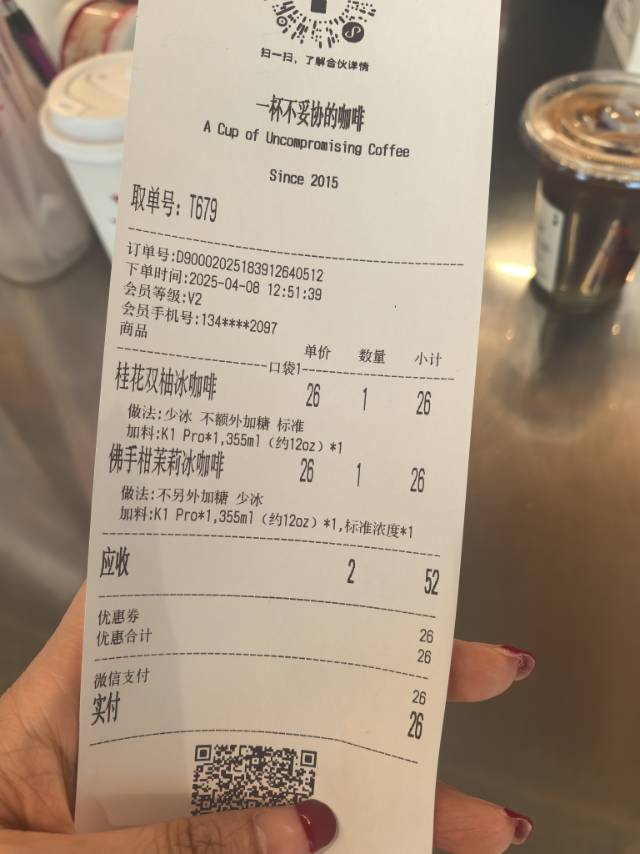 扫一扫，了解合伙详情
一杯不妥协的咖啡
A Cup of Uncompromising Coffee
Since 2015
取单号: T679
订单号:D90002025183912640512
下单时间:2025-04-08 12:51:39
会员等级:V2
会员手机号:134****2097
商品 单价 数量 小计
口袋1
桂花双柚冰咖啡 26 1 26
做法:少冰 不额外加糖 标准
加料:K1 Pro*1,355ml（约12oz）*1
佛手柑茉莉冰咖啡 26 1 26
做法:不另外加糖 少冰
加料:K1 Pro*1,355ml（约12oz）*1,标准浓度*1
应收 2 52
优惠券 26
优惠合计 26
微信支付 26
实付 26